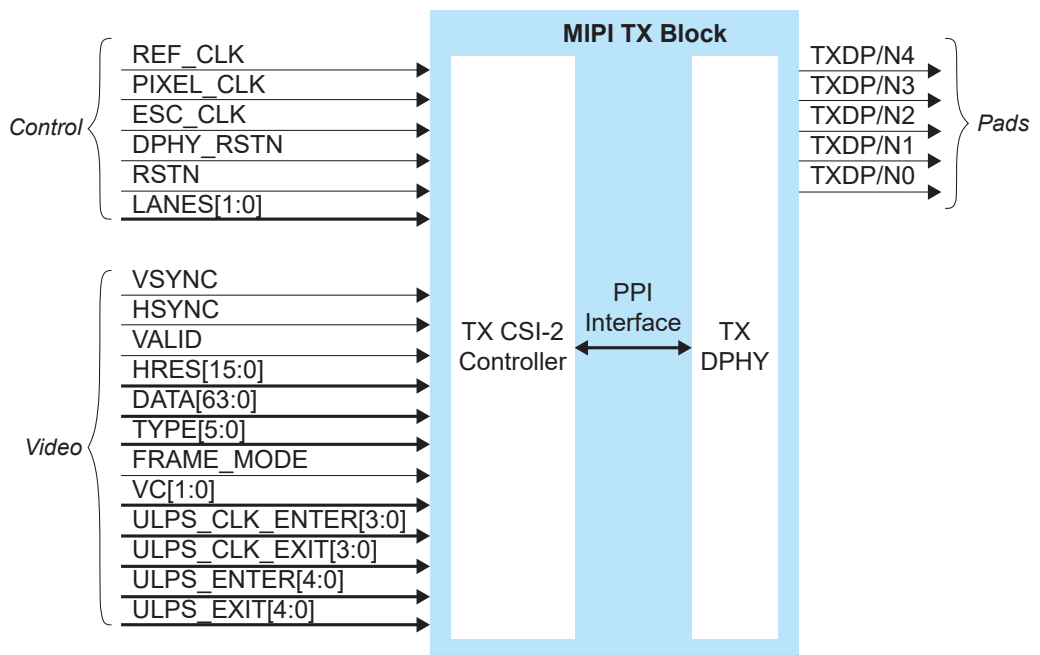 MIPI TX Block
Control
REF_CLK
PIXEL_CLK
ESC_CLK
DPHY_RSTN
RSTN
LANES[1:0]
Video
VSYNC
HSYNC
VALID
HRES[15:0]
DATA[63:0]
TYPE[5:0]
FRAME_MODE
VC[1:0]
ULPS_CLK_ENTER[3:0]
ULPS_CLK_EXIT[3:0]
ULPS_ENTER[4:0]
ULPS_EXIT[4:0]
TX CSI-2
Controller
PPI
Interface
TX
DPHY
TXDP/N4
TXDP/N3
TXDP/N2
TXDP/N1
TXDP/N0
Pads